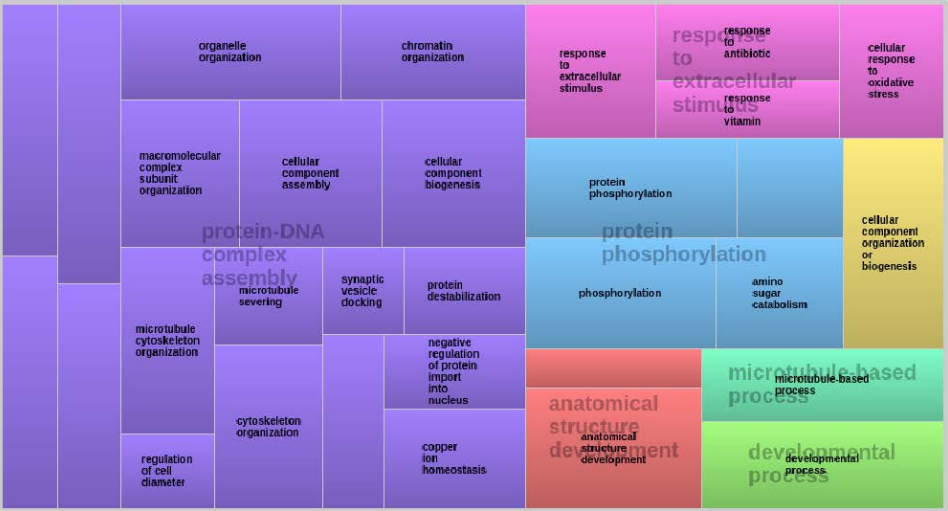 organelle
organization
chromatin
organization
macromolecular
complex
subunit
organization
cellular
component
assembly
cellular
component
biogenesis
protein-DNA
complex
assembly
microtubule
cytoskeleton
organization
microtubule
severing
synaptic
vesicle
docking
protein
destabilization
negative
regulation
of protein
import
into
nucleus
cytoskeleton
organization
regulation
of cell
diameter
copper
ion
homeostasis
response
to
extracellular
stimulus
response
to
extracellular
stimulus
response
to
antibiotic
response
to
vitamin
cellular
response
to
oxidative
stress
protein
phosphorylation
protein
phosphorylation
phosphorylation
amino
sugar
catabolism
cellular
component
organization
or
biogenesis
anatomical
structure
development
anatomical
structure
development
microtubule-based
process
microtubule-based
process
developmental
process
developmental
process